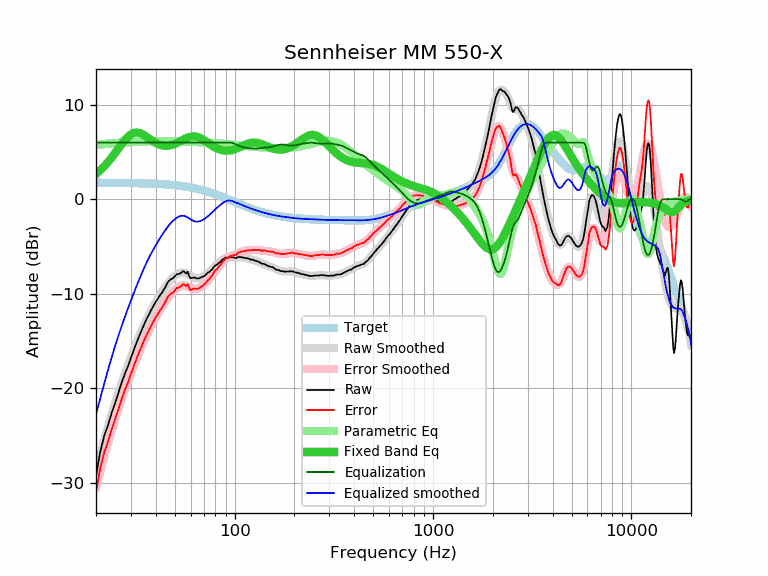 Sennheiser MM 550-X
Amplitude (dBr)
10
0
−10
−20
−30
Target
Raw Smoothed
Error Smoothed
Raw
Error
Parametric Eq
Fixed Band Eq
Equalization
Equalized smoothed
100
1000
10000
Frequency (Hz)